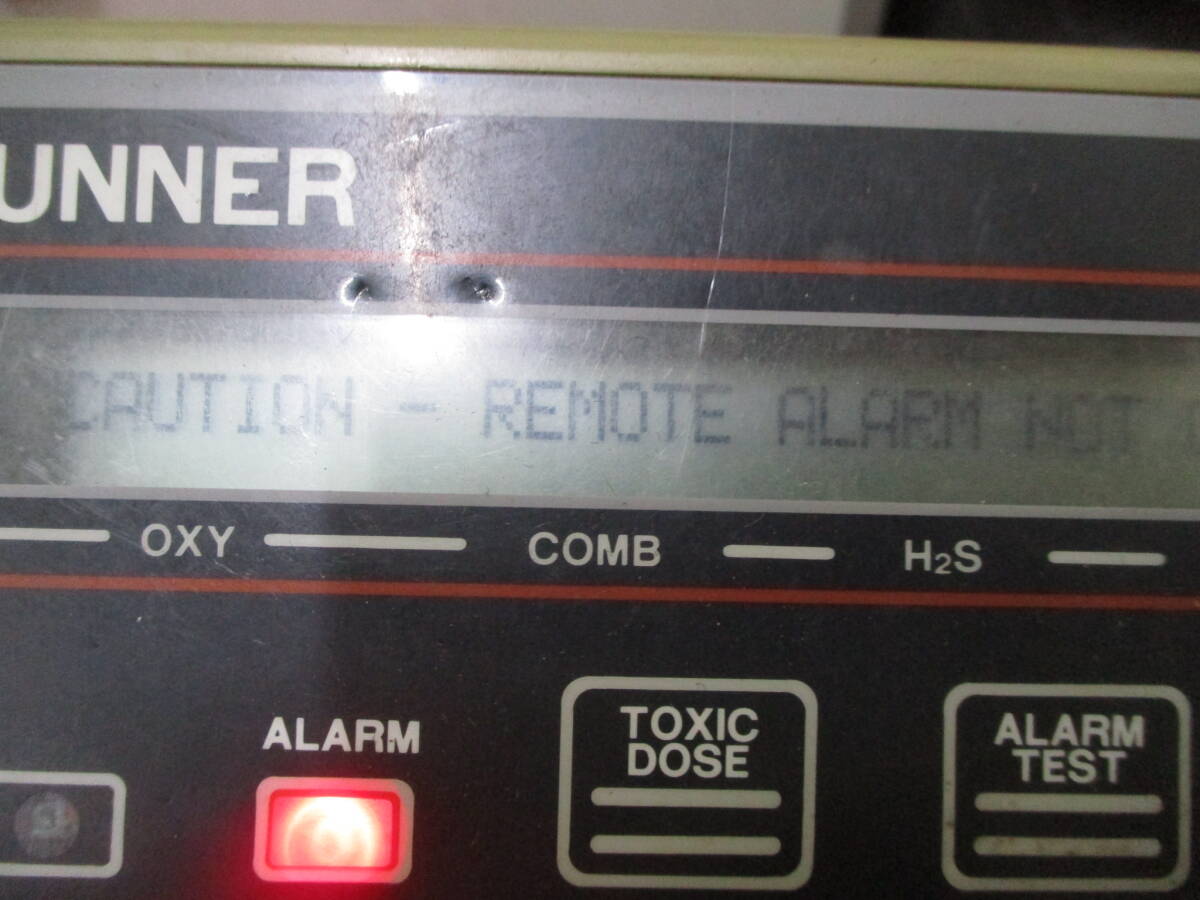 UNNER
CAUTION - REMOTE ALARM NOT
OXY COMB H₂S
ALARM
TOXIC
DOSE
ALARM
TEST